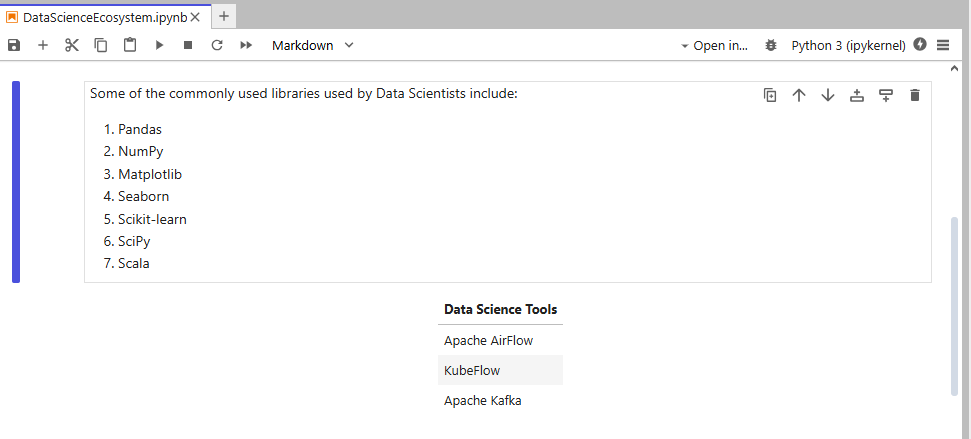 DataScienceEcosystem.ipynb
Markdown
Open in...
Python 3 (ipykernel)
Some of the commonly used libraries used by Data Scientists include:
1. Pandas
2. NumPy
3. Matplotlib
4. Seaborn
5. Scikit-learn
6. SciPy
7. Scala
Data Science Tools
Apache AirFlow
KubeFlow
Apache Kafka